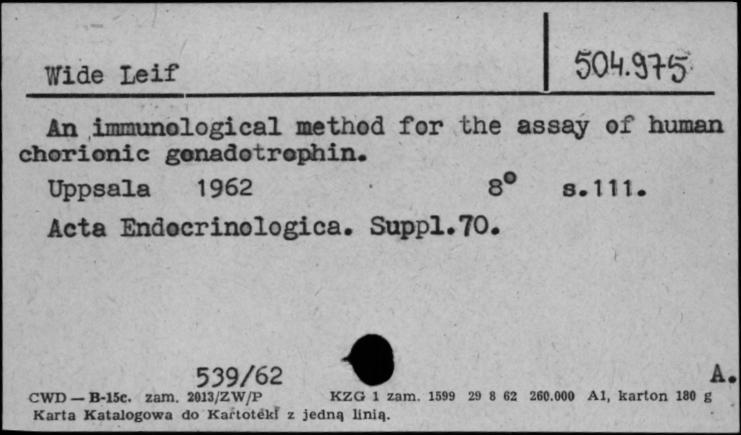 Wide Leif
504.975
An immunological method for the assay of human
chorionic gonadotrophin.
Uppsala 1962 8° s.111.
Acta Endocrinologica. Suppl.70.
539/62 A.
CWD — B-15c. zam. 2013/ZW/P KZG 1 zam. 1599 29 8 62 260.000 A1, karton 180 g
Karta Katalogowa do Kartoteki z jedną linią.